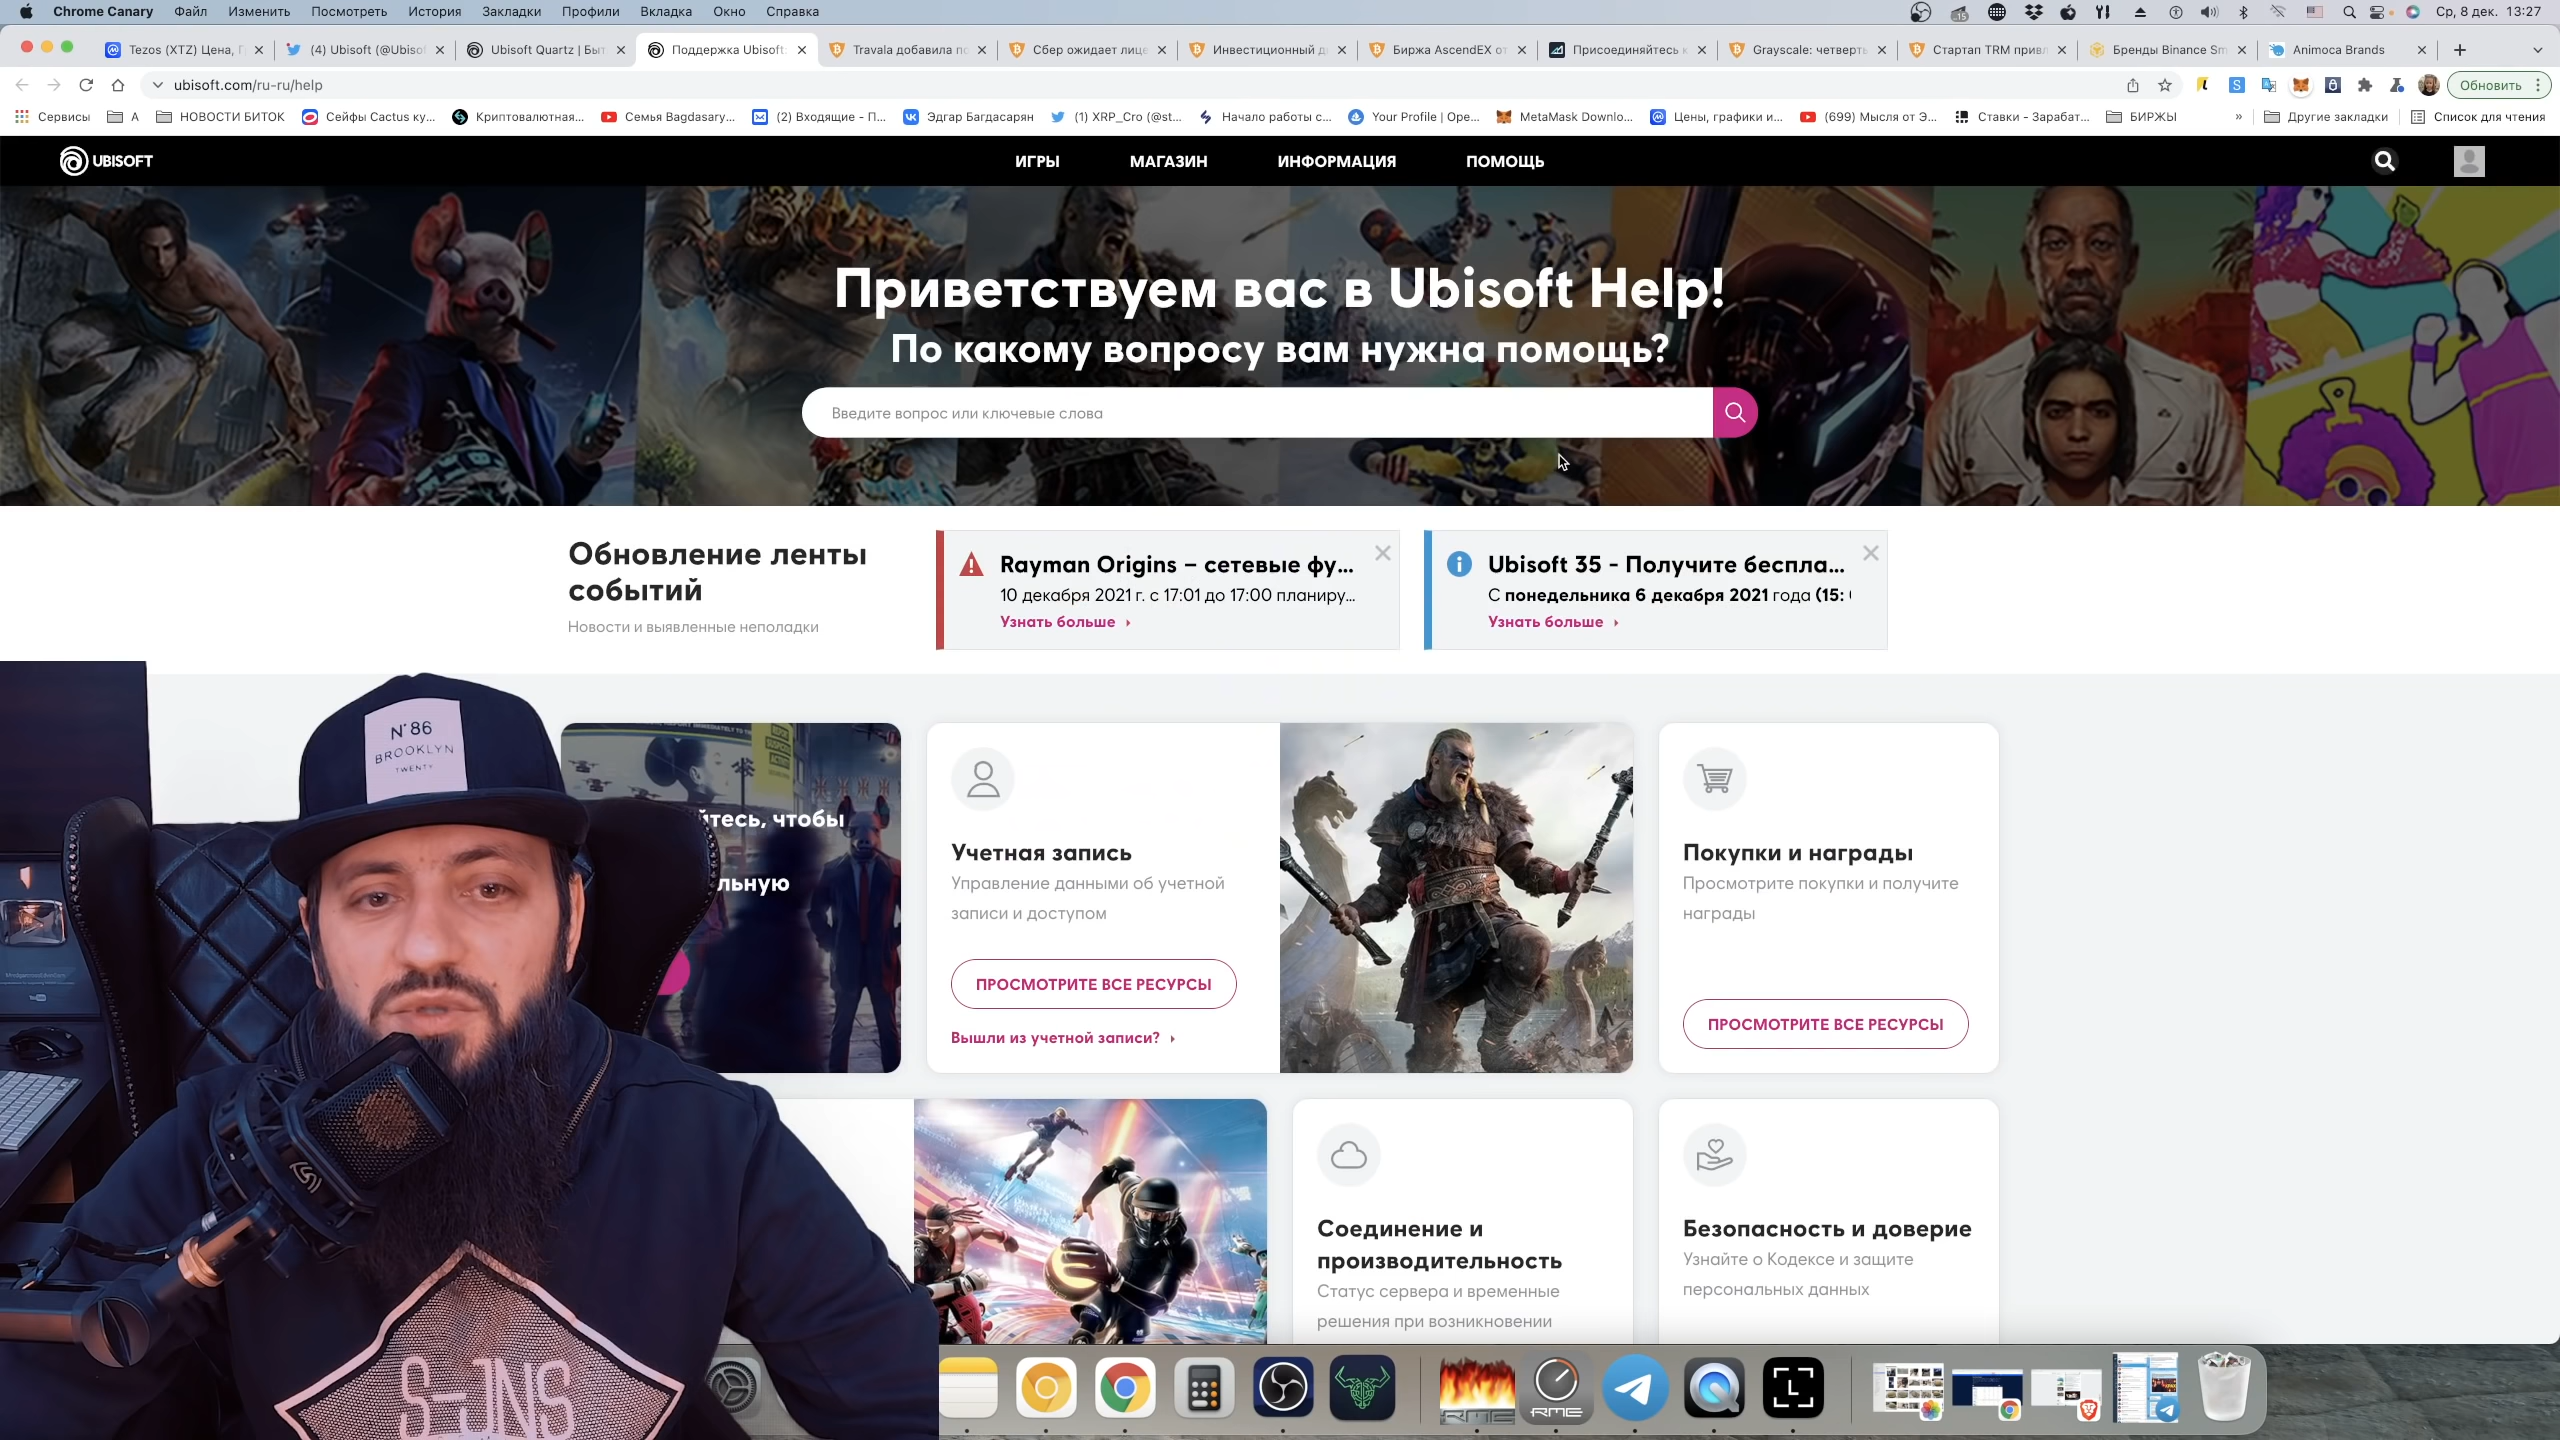 Chrome Canary Файл Изменить Посмотреть История Закладки Профили Вкладка Окно Справка
Ср, 8 дек. 13:27
Tezos (XTZ) Цена, Г
(4) Ubisoft (@Ubisof
Ubisoft Quartz | Быт
Поддержка Ubisoft:
Travala добавила по
Сбер ожидает лице
Инвестиционный д
Биржа AscendEX от
Присоединяйтесь к
Grayscale: четверть
Стартап TRM привл
Бренды Binance Sm
Animoca Brands
ubisoft.com/ru-ru/help
Обновить
Сервисы
А
НОВОСТИ БИТОК
Сейфы Cactus ку...
Криптовалютная...
Семья Bagdasary...
(2) Входящие - П...
Эдгар Багдасарян
(1) XRP_Cro (@st...
Начало работы с...
Your Profile | Ope...
MetaMask Downlo...
Цены, графики и...
(699) Мысля от Э...
Ставки - Зарабат...
БИРЖЫ
»
Другие закладки
Список для чтения
UBISOFT
ИГРЫ МАГАЗИН ИНФОРМАЦИЯ ПОМОЩЬ
Приветствуем вас в Ubisoft Help!
По какому вопросу вам нужна помощь?
Введите вопрос или ключевые слова
Обновление ленты
событий
Новости и выявленные неполадки
Rayman Origins – сетевые фу...
10 декабря 2021 г. с 17:01 до 17:00 планиру...
Узнать больше
Ubisoft 35 - Получите беспла...
С понедельника 6 декабря 2021 года (15:
Узнать больше
N°86
BROOKLYN
TWENTY
йтесь, чтобы
льную
Учетная запись
Управление данными об учетной
записи и доступом
ПРОСМОТРИТЕ ВСЕ РЕСУРСЫ
Вышли из учетной записи?
Покупки и награды
Просмотрите покупки и получите
награды
ПРОСМОТРИТЕ ВСЕ РЕСУРСЫ
Соединение и
производительность
Статус сервера и временные
решения при возникновении
Безопасность и доверие
Узнайте о Кодексе и защите
персональных данных
S-JNS
RME
RME